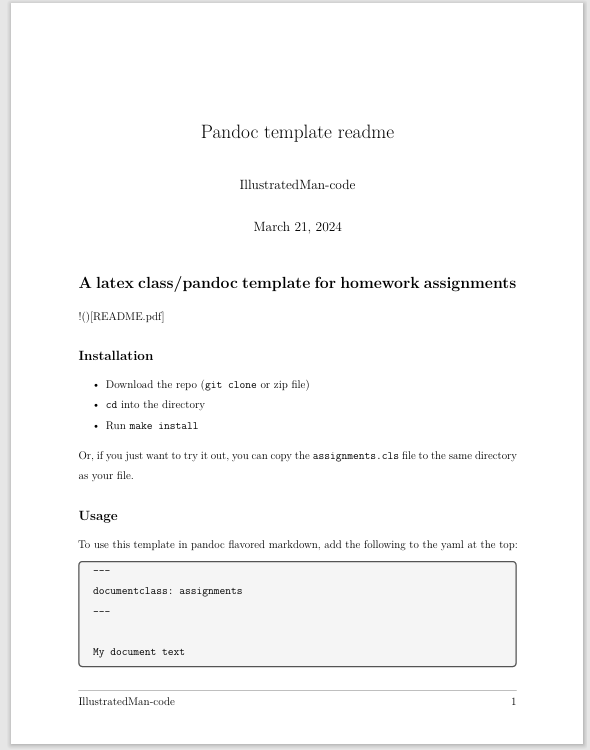 Pandoc template readme
IllustratedMan-code
March 21, 2024
A latex class/pandoc template for homework assignments
!()[README.pdf]
Installation
• Download the repo (git clone or zip file)
• cd into the directory
• Run make install
Or, if you just want to try it out, you can copy the assignments.cls file to the same directory
as your file.
Usage
To use this template in pandoc flavored markdown, add the following to the yaml at the top:
---
documentclass: assignments
---
My document text
IllustratedMan-code 1